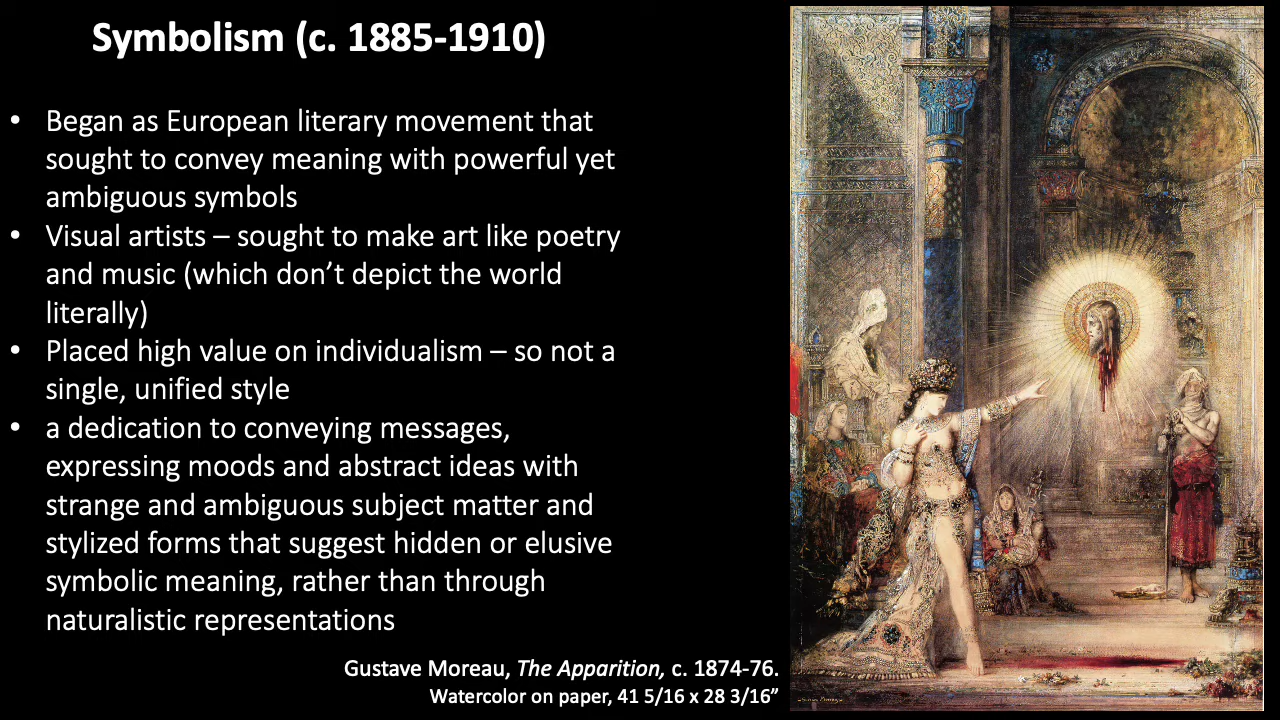 Symbolism (c. 1885-1910)
• Began as European literary movement that
sought to convey meaning with powerful yet
ambiguous symbols
• Visual artists – sought to make art like poetry
and music (which don’t depict the world
literally)
• Placed high value on individualism – so not a
single, unified style
• a dedication to conveying messages,
expressing moods and abstract ideas with
strange and ambiguous subject matter and
stylized forms that suggest hidden or elusive
symbolic meaning, rather than through
naturalistic representations
Gustave Moreau, The Apparition, c. 1874-76.
Watercolor on paper, 41 5/16 x 28 3/16”